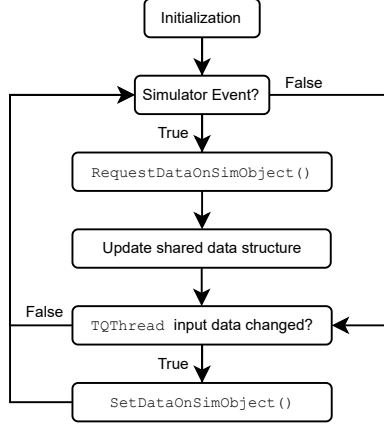 Initialization
Simulator Event?
False
True
RequestDataOnSimObject()
Update shared data structure
False
TQThread input data changed?
True
SetDataOnSimObject()